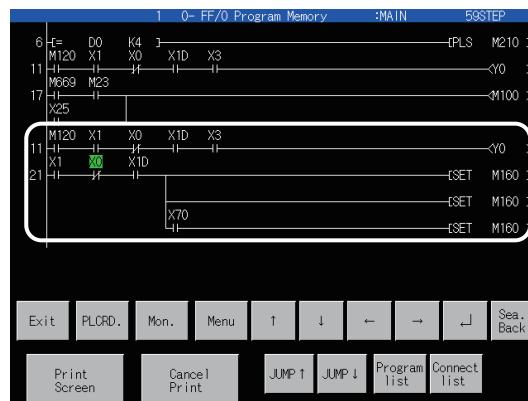 1 0- FF/0 Program Memory :MAIN 59STEP
6 [= D0 K4 ] [PLS M210 ]
M120 X1 X0 X1D X3
11 <Y0 >
M669 M23
17 <M100 >
X25
M120 X1 X0 X1D X3
11 <Y0 >
X1 X0 X1D
21 [SET M160 ]
[SET M160 ]
X70
[SET M160 ]
Exit PLCRD. Mon. Menu ↑ ↓ ← → ↵ Sea. Back
Print Screen Cancel Print JUMP↑ JUMP↓ Program list Connect list